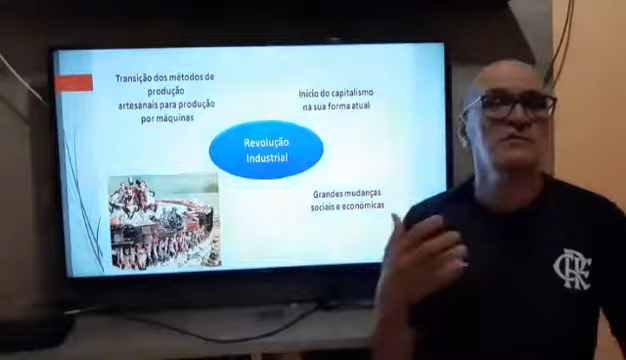 Transição dos métodos de
produção
artesanais para produção
por máquinas
Início do capitalismo
na sua forma atual
Revolução
Industrial
Grandes mudanças
sociais e econômicas
CRF